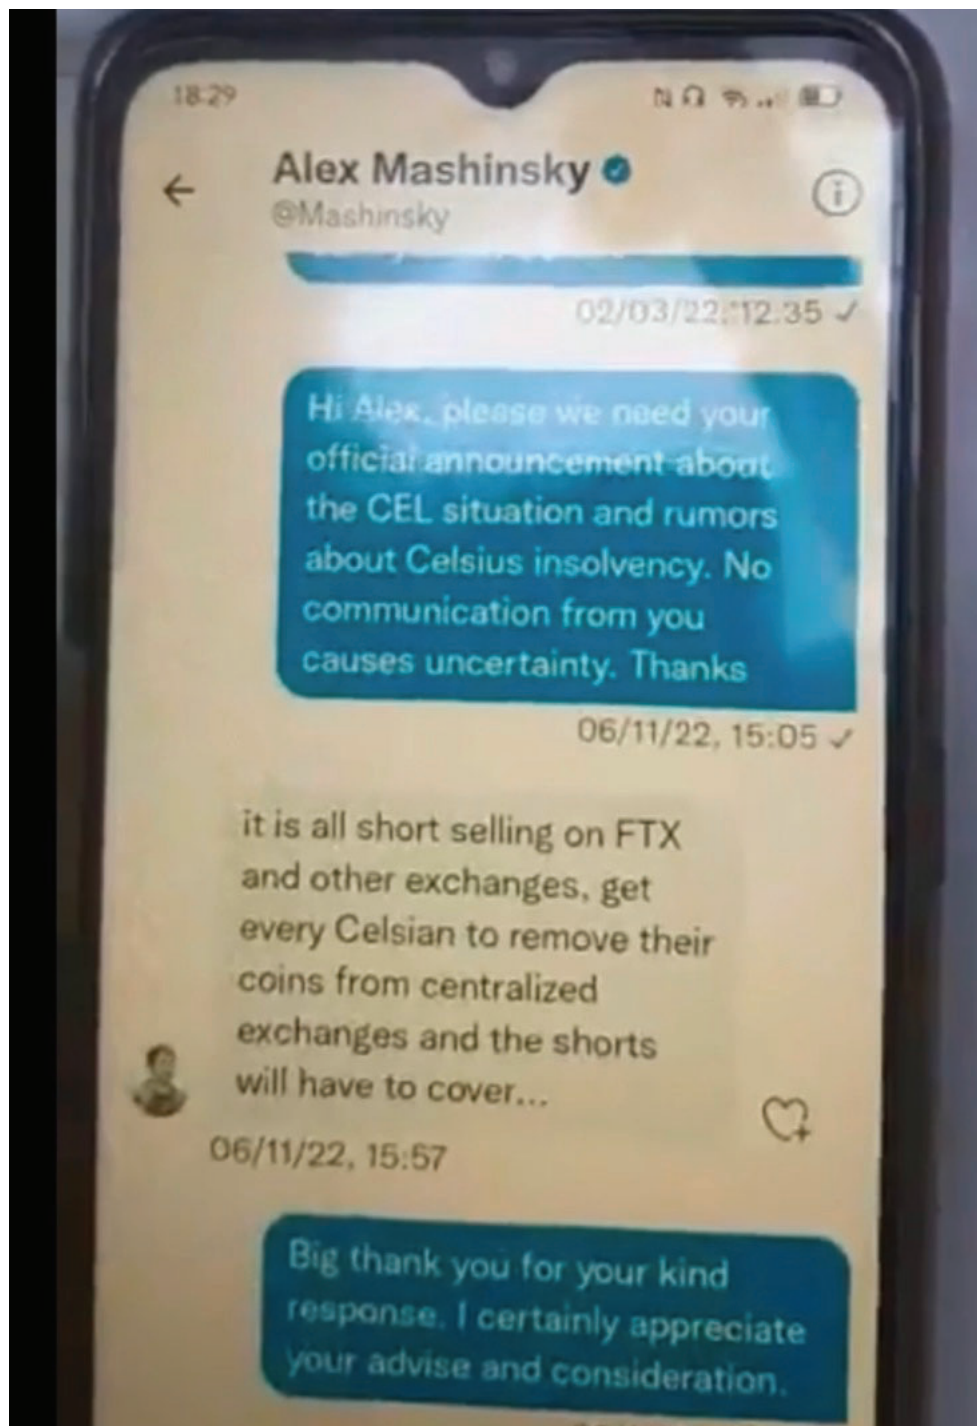 18:29
Alex Mashinsky
@Mashinsky
02/03/22, 12:35
Hi Alex, please we need your
official announcement about
the CEL situation and rumors
about Celsius insolvency. No
communication from you
causes uncertainty. Thanks
06/11/22, 15:05
it is all short selling on FTX
and other exchanges, get
every Celsian to remove their
coins from centralized
exchanges and the shorts
will have to cover...
06/11/22, 15:57
Big thank you for your kind
response. I certainly appreciate
your advise and consideration.